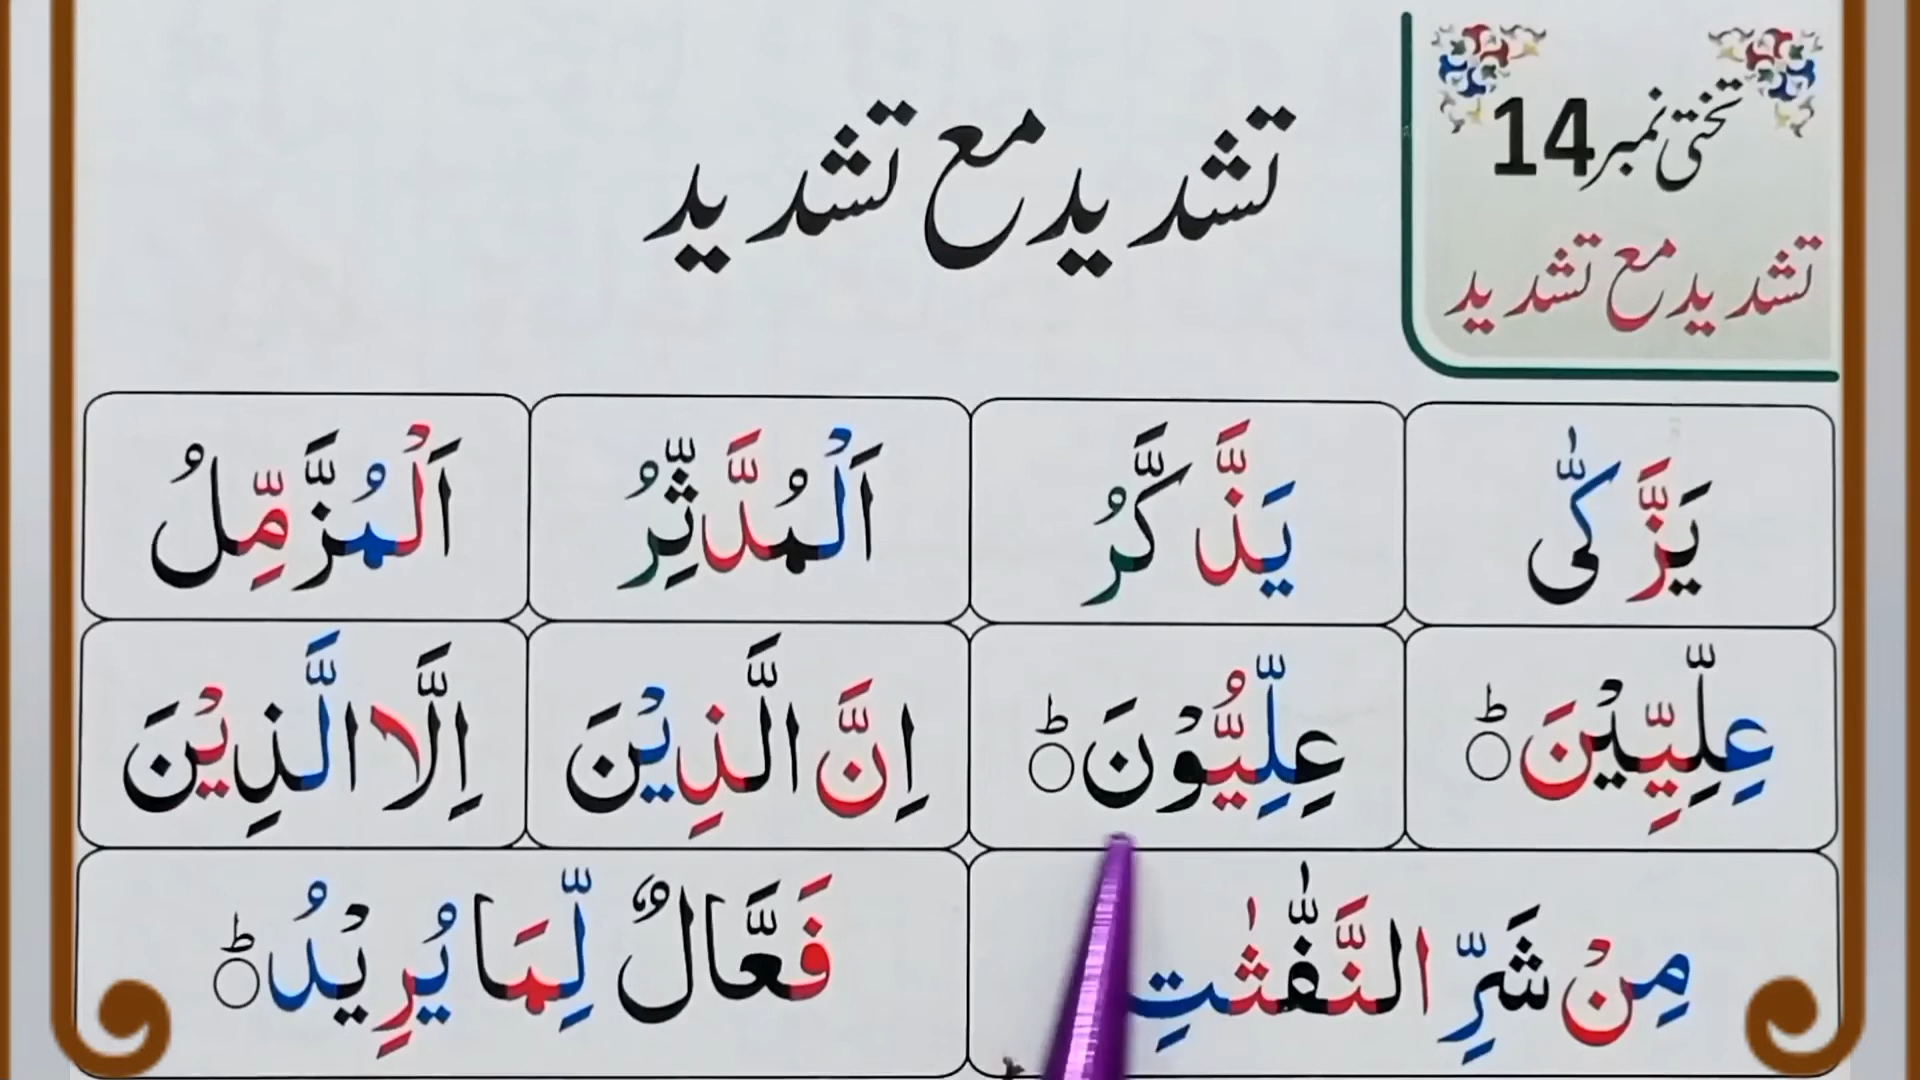 تختی نمبر 14
تشدید مع تشدید
تشدید مع تشدید
یَزَّکّٰی یَذَّکَّرُ اَلْمُدَّثِّرُ اَلْمُزَّمِّلُ
عِلِّیِّیْنَ ؕ عِلِّیُّوْنَ ؕ اِنَّ الَّذِیْنَ اِلَّا الَّذِیْنَ
مِنْ شَرِّ النَّفّٰثٰتِ فَعَّالٌ لِّمَا یُرِیْدُ ؕ